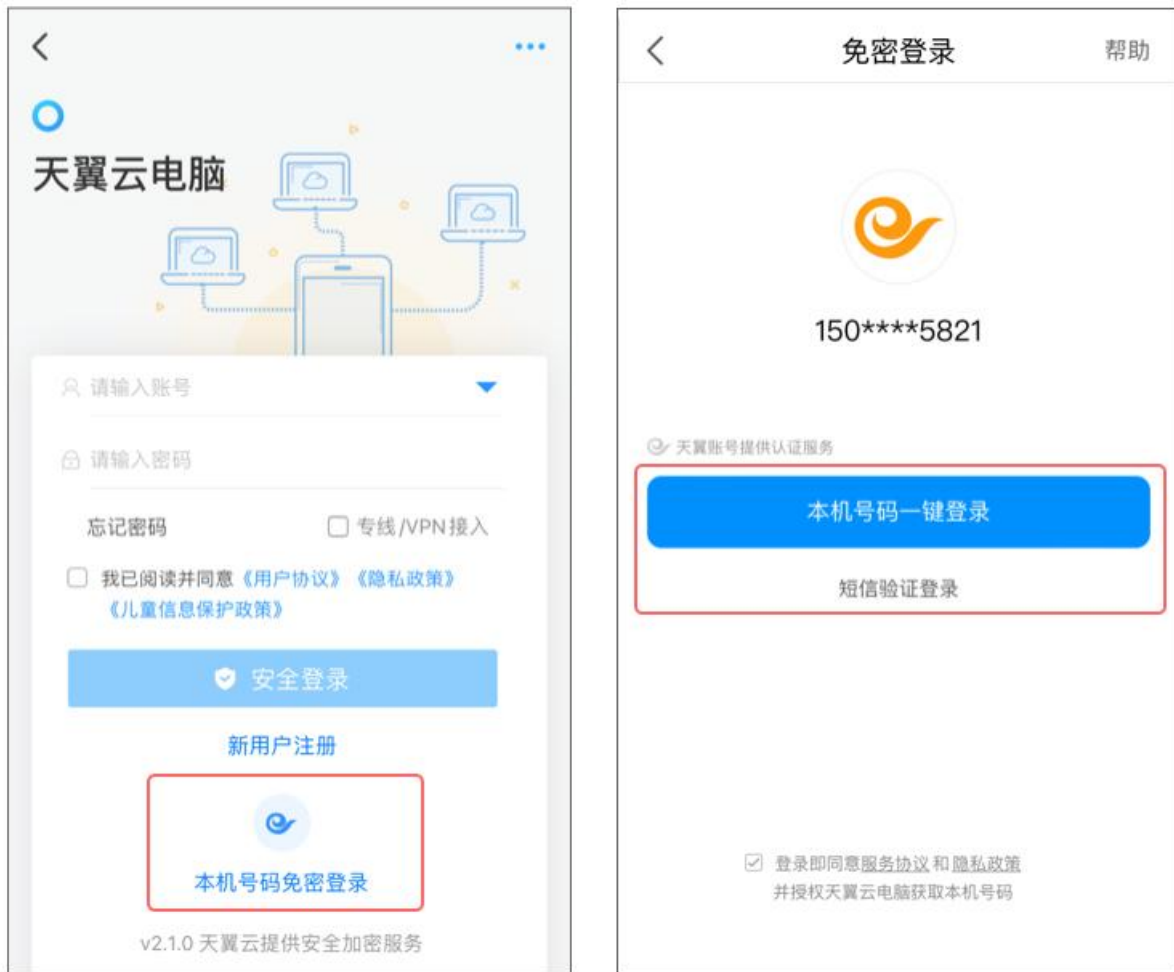 天翼云电脑
请输入账号
请输入密码
忘记密码
专线/VPN接入
我已阅读并同意《用户协议》《隐私政策》
《儿童信息保护政策》
安全登录
新用户注册
本机号码免密登录
v2.1.0 天翼云提供安全加密服务
免密登录
帮助
150****5821
天翼账号提供认证服务
本机号码一键登录
短信验证登录
登录即同意服务协议和隐私政策
并授权天翼云电脑获取本机号码